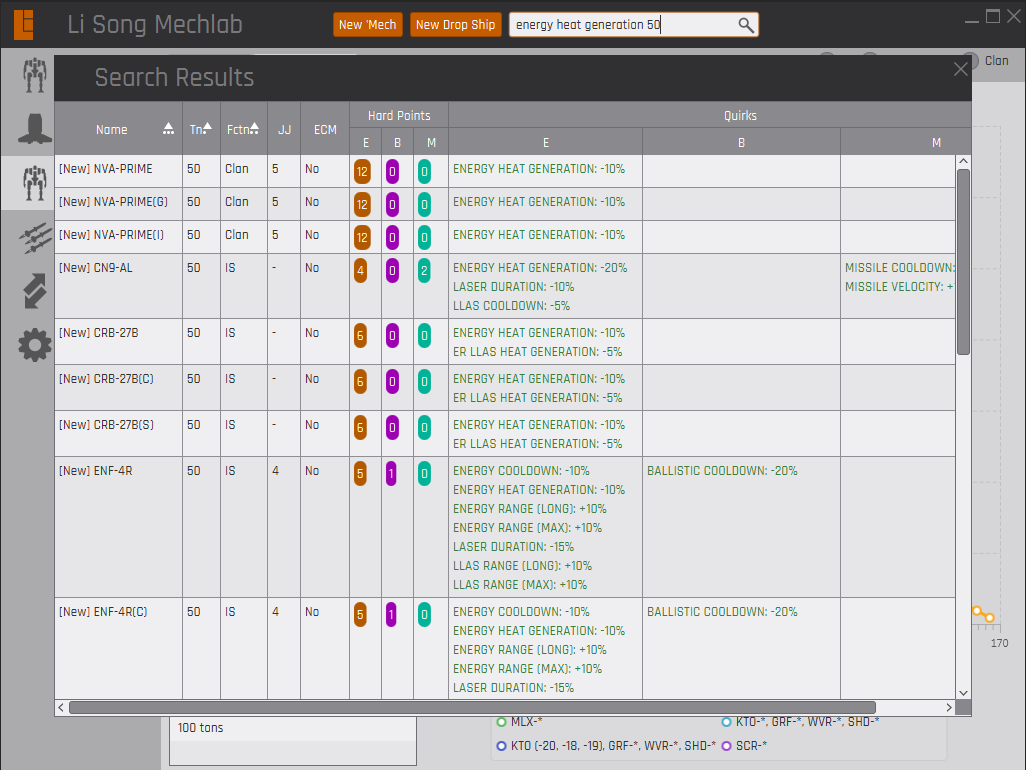 Li Song Mechlab
New 'Mech
New Drop Ship
energy heat generation 50
Clan
Search Results
Hard Points Quirks
Name Tn. Fctn. JJ ECM E B M E B M
[New] NVA-PRIME 50 Clan 5 No 12 0 0 ENERGY HEAT GENERATION: -10%
[New] NVA-PRIME(G) 50 Clan 5 No 12 0 0 ENERGY HEAT GENERATION: -10%
[New] NVA-PRIME(I) 50 Clan 5 No 12 0 0 ENERGY HEAT GENERATION: -10%
[New] CN9-AL 50 IS - No 4 0 2 ENERGY HEAT GENERATION: -20% MISSILE COOLDOWN:
LASER DURATION: -10% MISSILE VELOCITY: +
LLAS COOLDOWN: -5%
[New] CRB-27B 50 IS - No 6 0 0 ENERGY HEAT GENERATION: -10%
ER LLAS HEAT GENERATION: -5%
[New] CRB-27B(C) 50 IS - No 6 0 0 ENERGY HEAT GENERATION: -10%
ER LLAS HEAT GENERATION: -5%
[New] CRB-27B(S) 50 IS - No 6 0 0 ENERGY HEAT GENERATION: -10%
ER LLAS HEAT GENERATION: -5%
[New] ENF-4R 50 IS 4 No 5 1 0 ENERGY COOLDOWN: -10% BALLISTIC COOLDOWN: -20%
ENERGY HEAT GENERATION: -10%
ENERGY RANGE (LONG): +10%
ENERGY RANGE (MAX): +10%
LASER DURATION: -15%
LLAS RANGE (LONG): +10%
LLAS RANGE (MAX): +10%
[New] ENF-4R(C) 50 IS 4 No 5 1 0 ENERGY COOLDOWN: -10% BALLISTIC COOLDOWN: -20%
ENERGY HEAT GENERATION: -10%
ENERGY RANGE (LONG): +10%
ENERGY RANGE (MAX): +10%
LASER DURATION: -15%
170
100 tons
MLX-* KTO-*, GRF-*, WVR-*, SHD-*
KTO (-20, -18, -19), GRF-*, WVR-*, SHD-* SCR-*